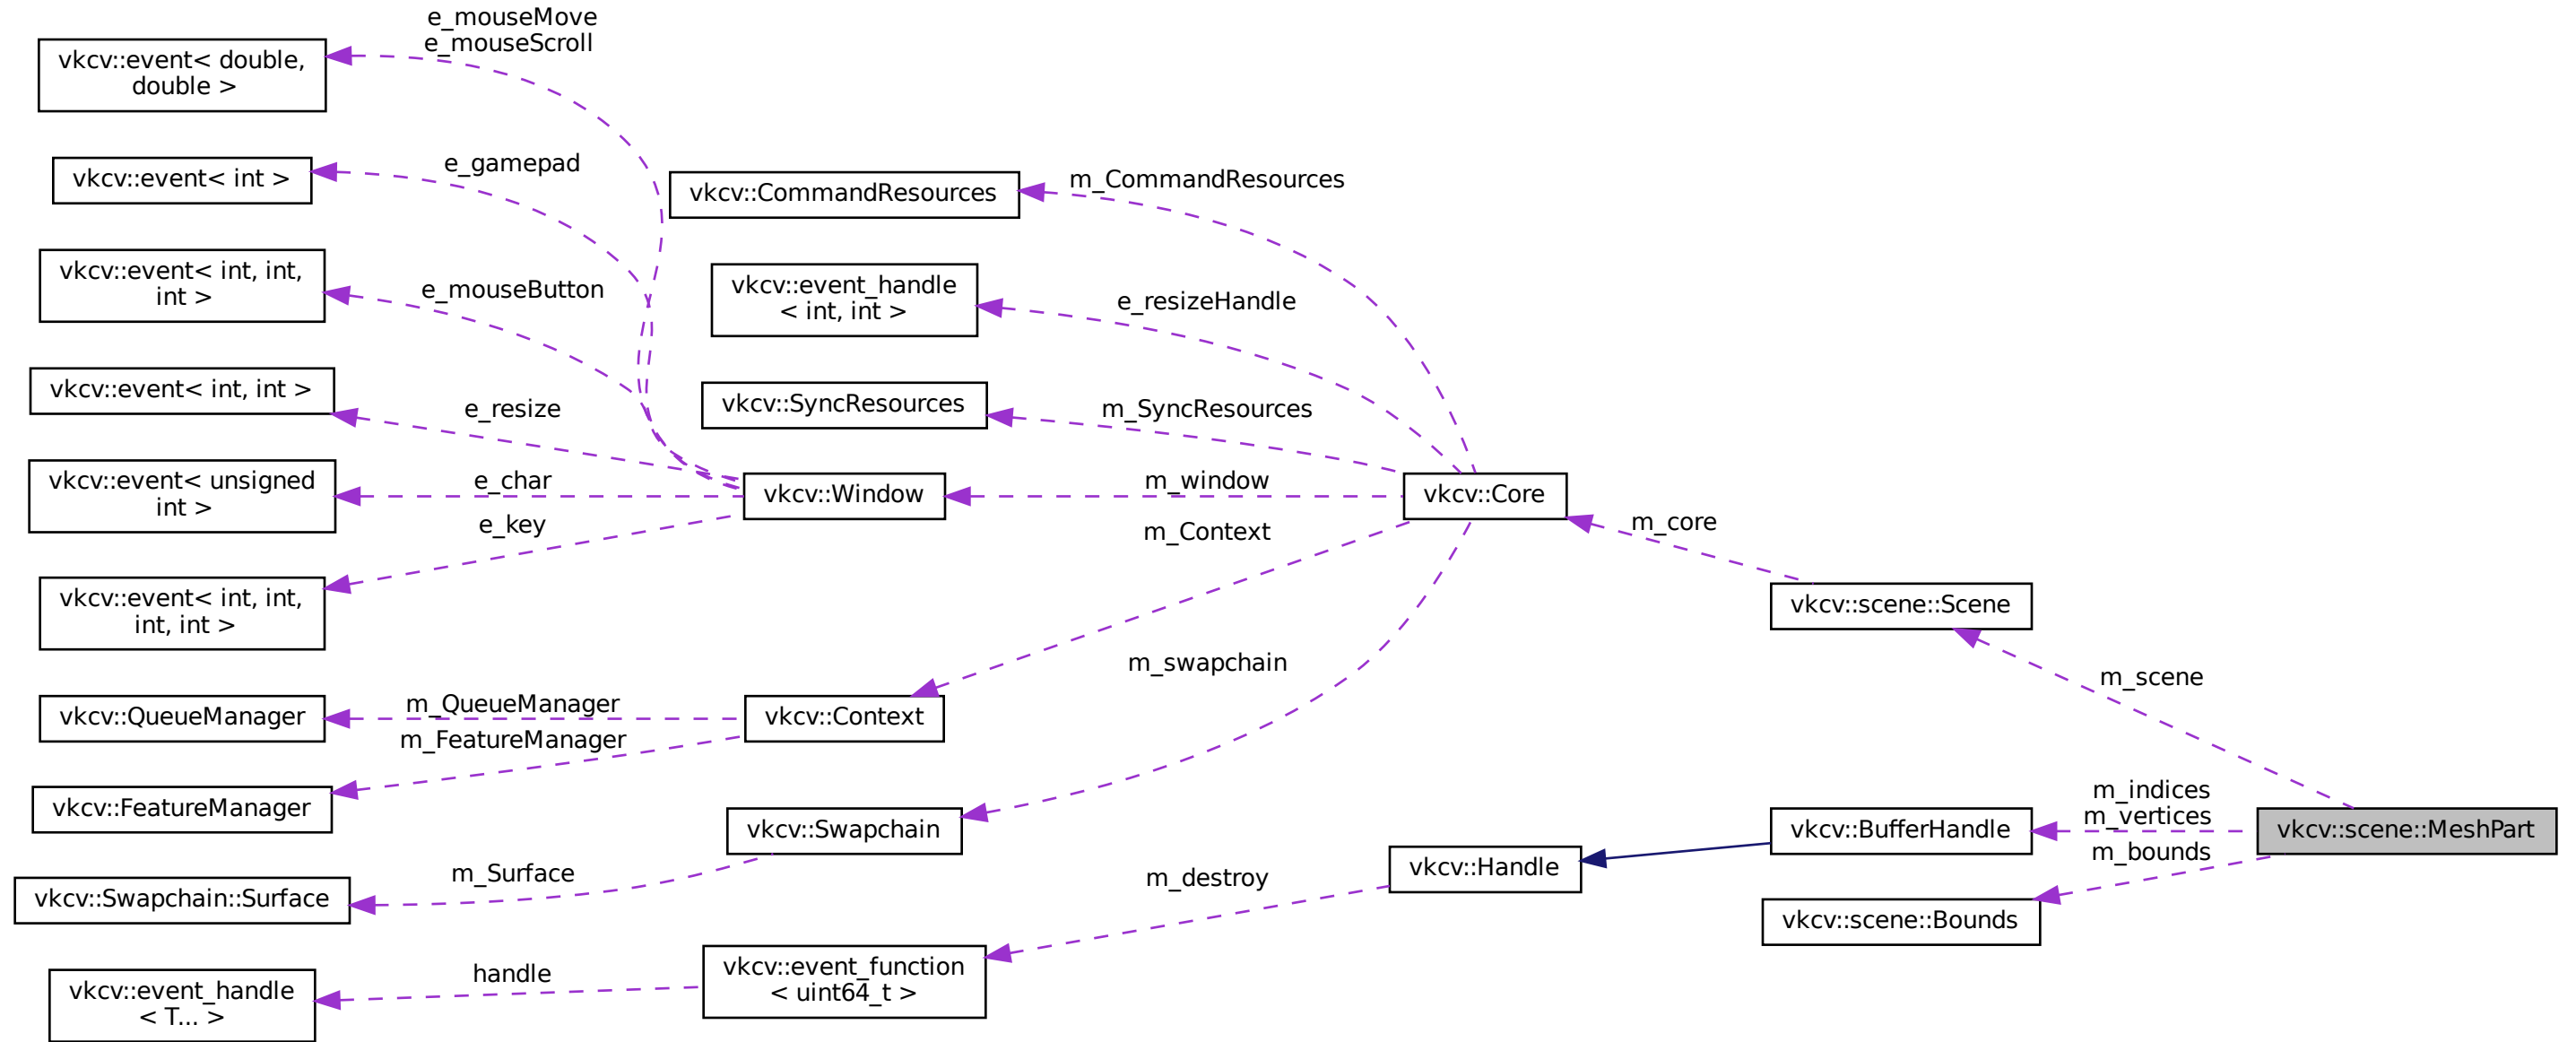 e_mouseMove
e_mouseScroll
vkcv::event< double,
double >
e_gamepad
vkcv::event< int >
vkcv::CommandResources
m_CommandResources
vkcv::event< int, int,
int >
e_mouseButton
vkcv::event_handle
< int, int >
e_resizeHandle
vkcv::event< int, int >
e_resize
vkcv::SyncResources
m_SyncResources
vkcv::event< unsigned
int >
e_char
vkcv::Window
m_window
vkcv::Core
e_key
m_Context
m_core
vkcv::event< int, int,
int, int >
vkcv::scene::Scene
m_swapchain
m_scene
vkcv::QueueManager
m_QueueManager
vkcv::Context
m_FeatureManager
vkcv::FeatureManager
vkcv::Swapchain
m_indices
m_vertices
vkcv::BufferHandle
vkcv::scene::MeshPart
m_bounds
vkcv::Handle
m_Surface
m_destroy
vkcv::Swapchain::Surface
vkcv::scene::Bounds
vkcv::event_function
< uint64_t >
handle
vkcv::event_handle
< T... >